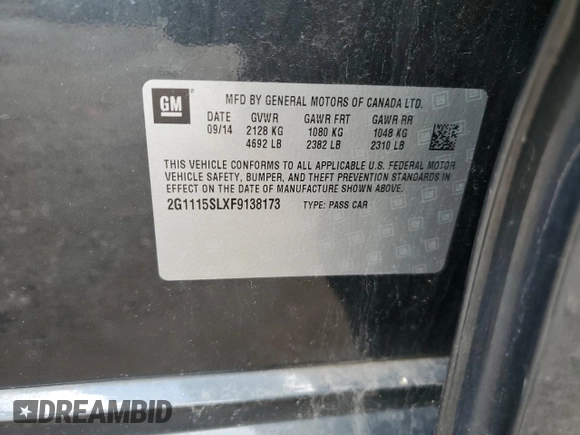 GM
MFD BY GENERAL MOTORS OF CANADA LTD.
DATE GVWR GAWR FRT GAWR RR
09/14 2128 KG 1080 KG 1048 KG
4692 LB 2382 LB 2310 LB
THIS VEHICLE CONFORMS TO ALL APPLICABLE U.S. FEDERAL MOTOR
VEHICLE SAFETY, BUMPER, AND THEFT PREVENTION STANDARDS
IN EFFECT ON THE DATE OF MANUFACTURE SHOWN ABOVE.
2G1115SLXF9138173 TYPE: PASS CAR
DREAMBID